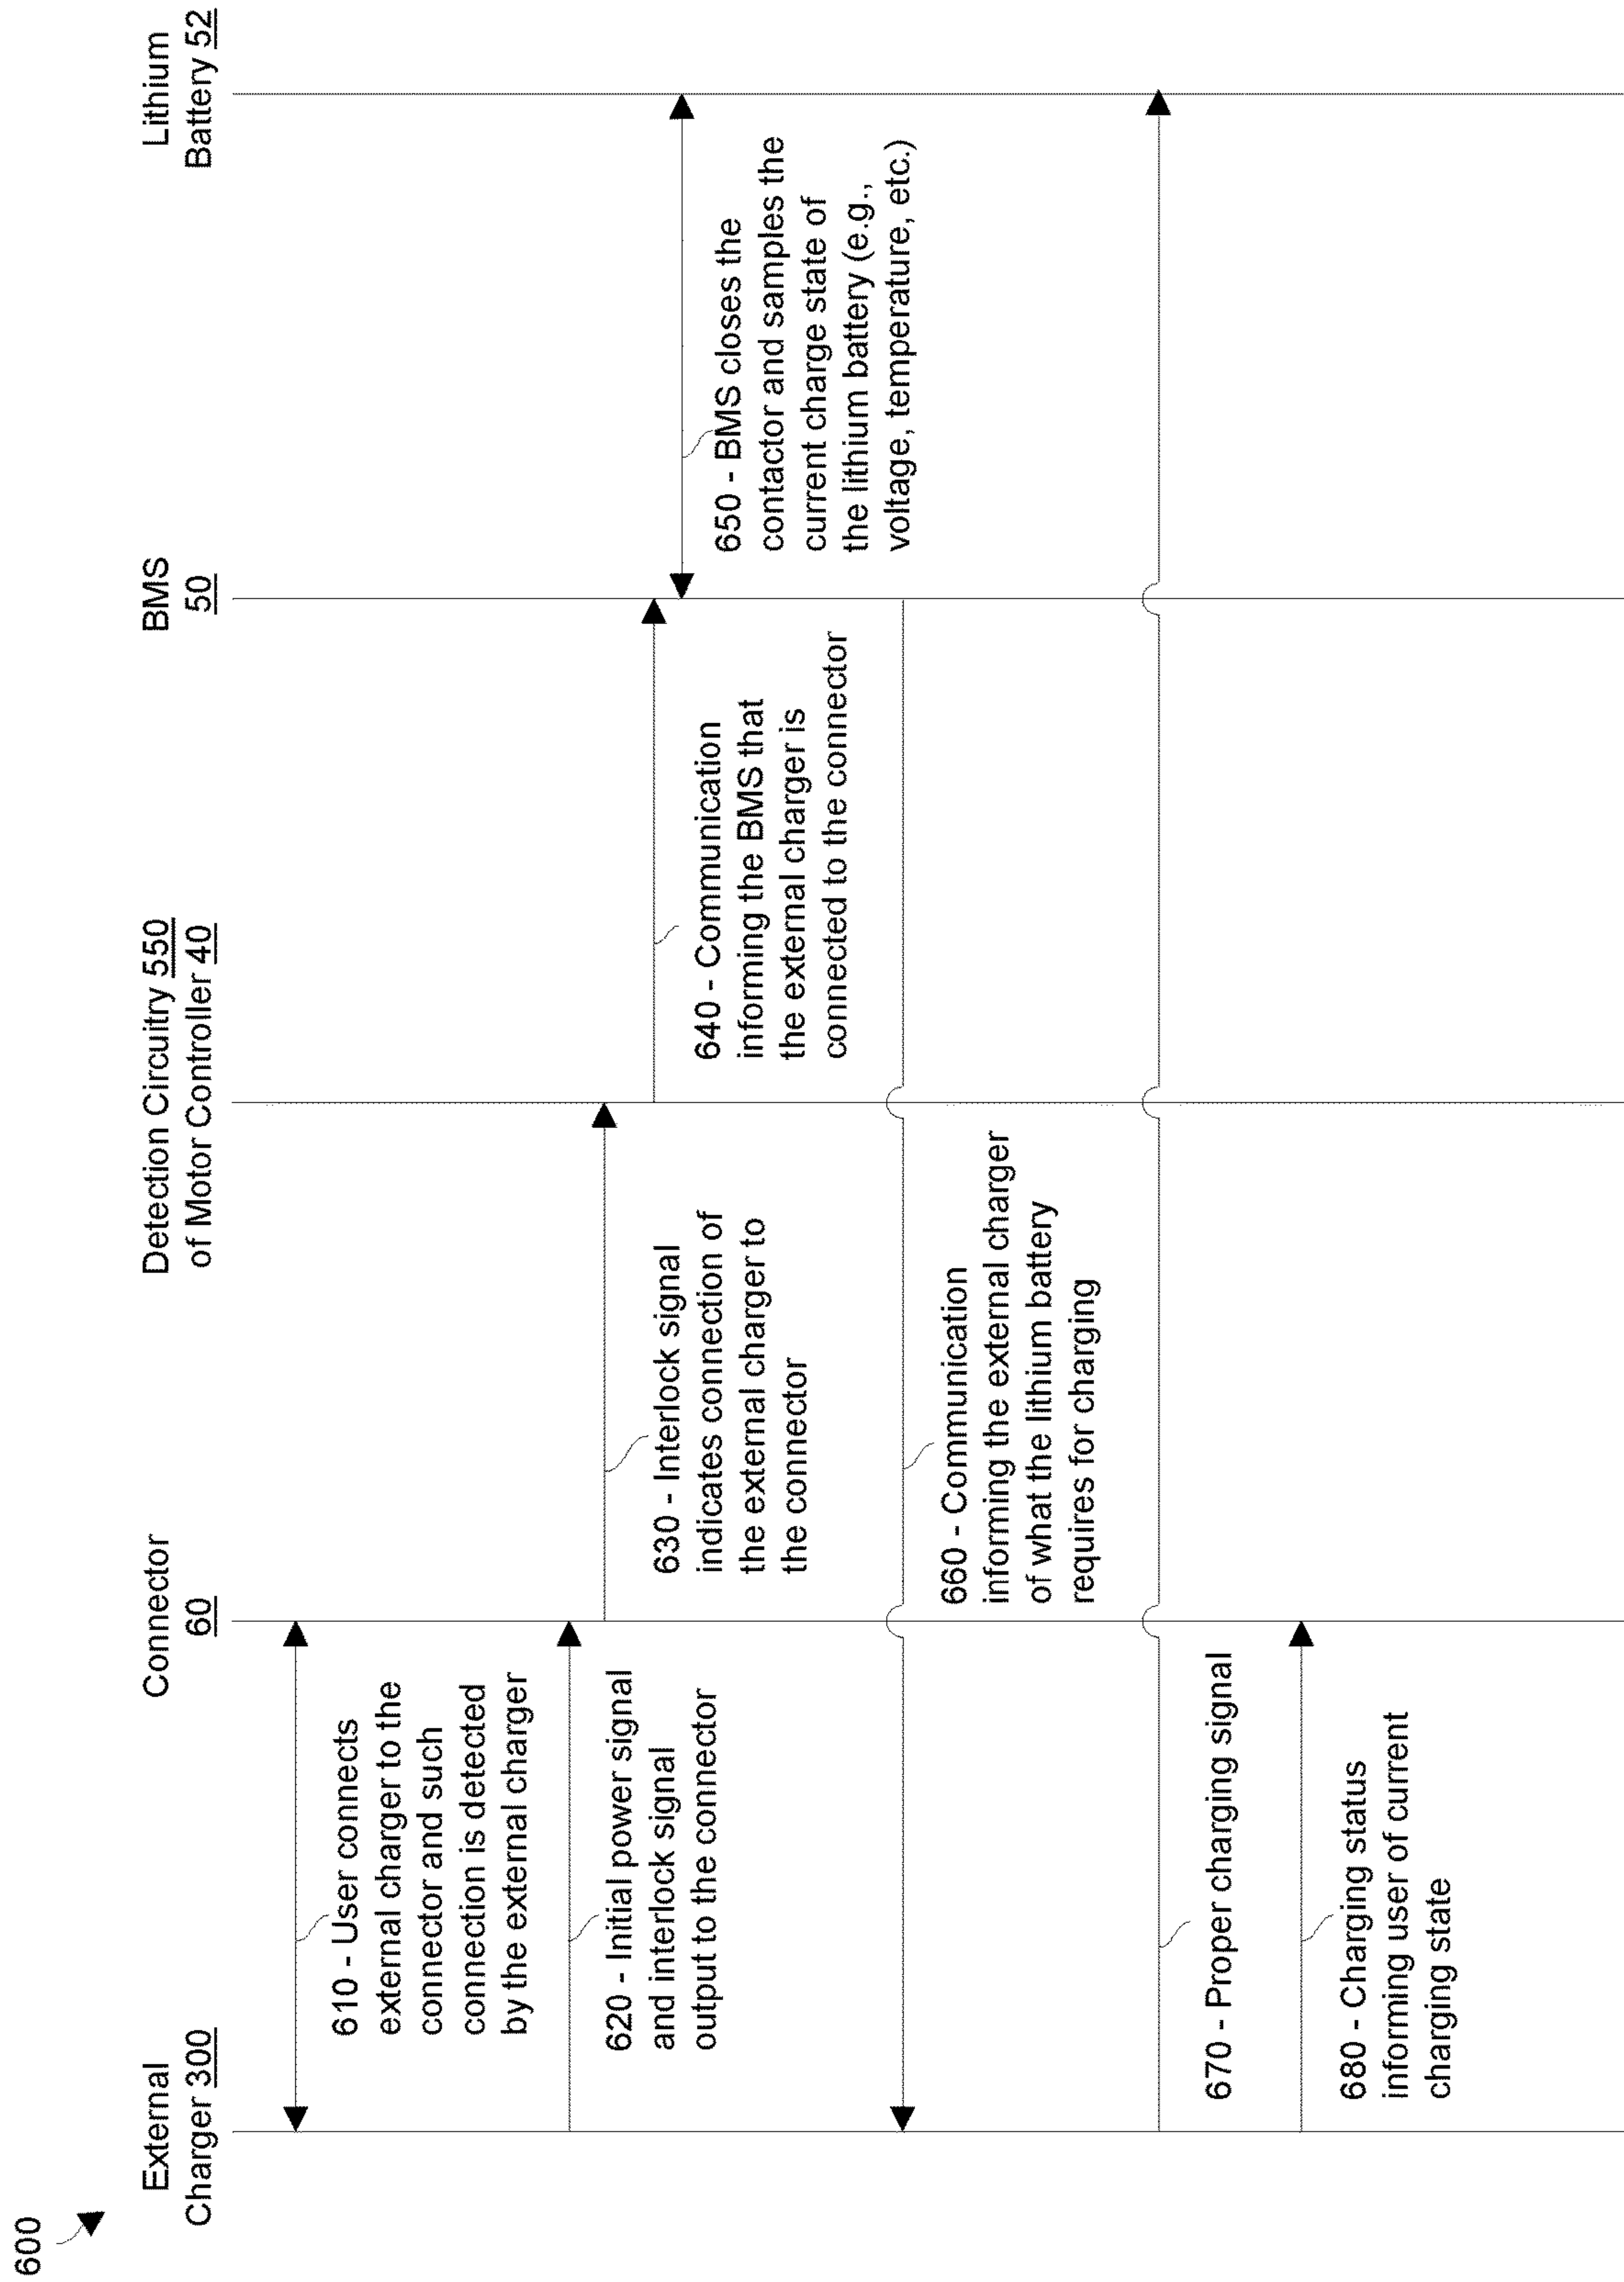 600
External
Charger 300
Connector
60
Detection Circuitry 550
of Motor Controller 40
BMS
50
Lithium
Battery 52
610 - User connects
external charger to the
connector and such
connection is detected
by the external charger
620 - Initial power signal
and interlock signal
output to the connector
630 - Interlock signal
indicates connection of
the external charger to
the connector
640 - Communication
informing the BMS that
the external charger is
connected to the connector
650 - BMS closes the
contactor and samples the
current charge state of
the lithium battery (e.g.,
voltage, temperature, etc.)
660 - Communication
informing the external charger
of what the lithium battery
requires for charging
670 - Proper charging signal
680 - Charging status
informing user of current
charging state